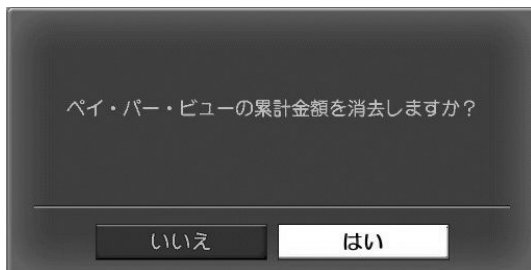 ペイ・パー・ビューの累計金額を消去しますか？
いいえ
はい